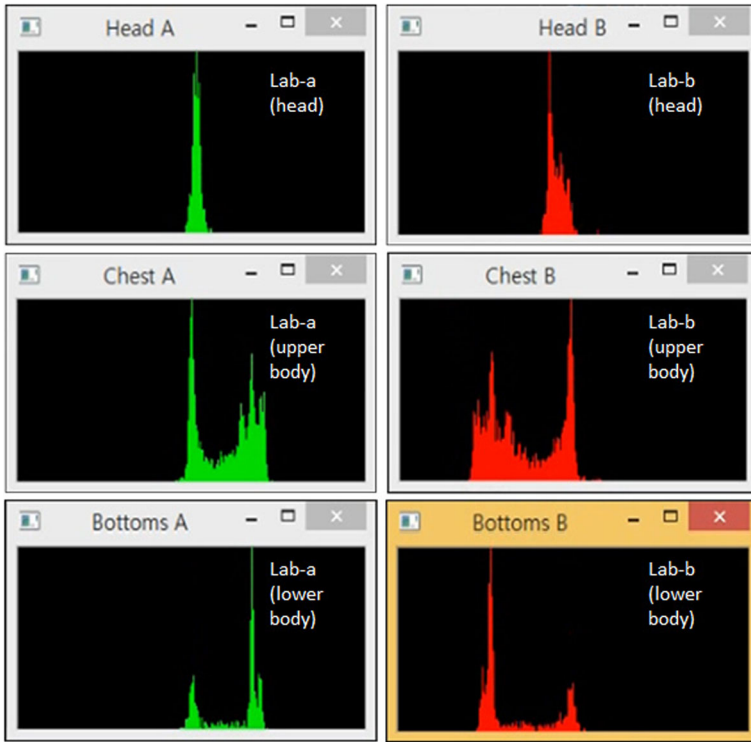 Head A
Lab-a
(head)
Head B
Lab-b
(head)
Chest A
Lab-a
(upper
body)
Chest B
Lab-b
(upper
body)
Bottoms A
Lab-a
(lower
body)
Bottoms B
Lab-b
(lower
body)